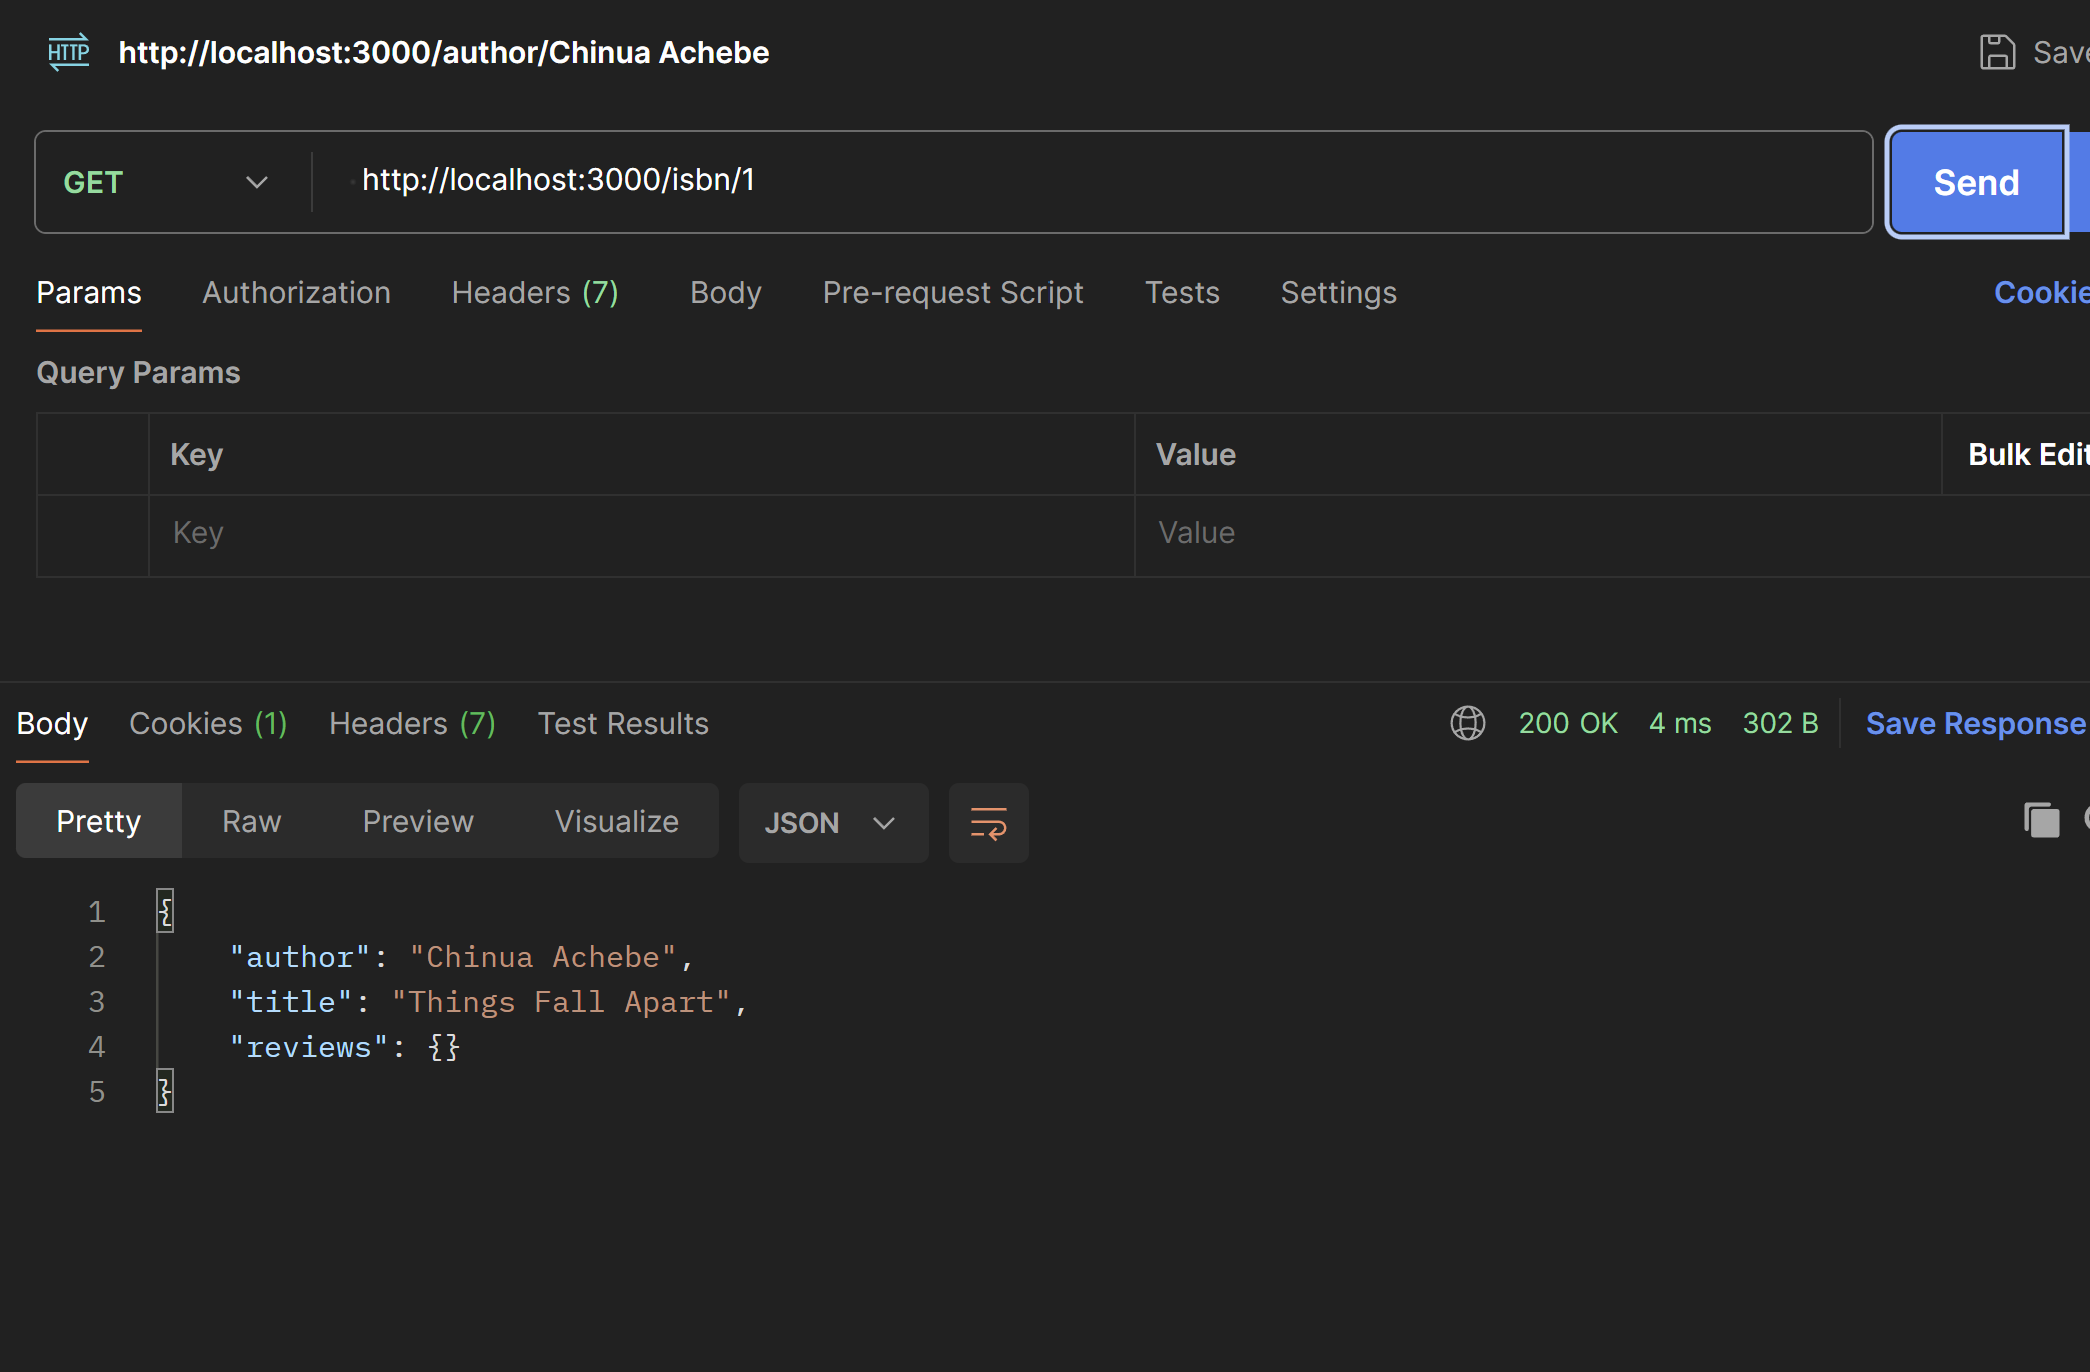 HTTP http://localhost:3000/author/Chinua Achebe Save
GET http://localhost:3000/isbn/1 Send
Params Authorization Headers (7) Body Pre-request Script Tests Settings Cookie
Query Params
Key Value Bulk Edit
Key Value
Body Cookies (1) Headers (7) Test Results 200 OK 4 ms 302 B Save Response
Pretty Raw Preview Visualize JSON
1 {
2 "author": "Chinua Achebe",
3 "title": "Things Fall Apart",
4 "reviews": {}
5 }